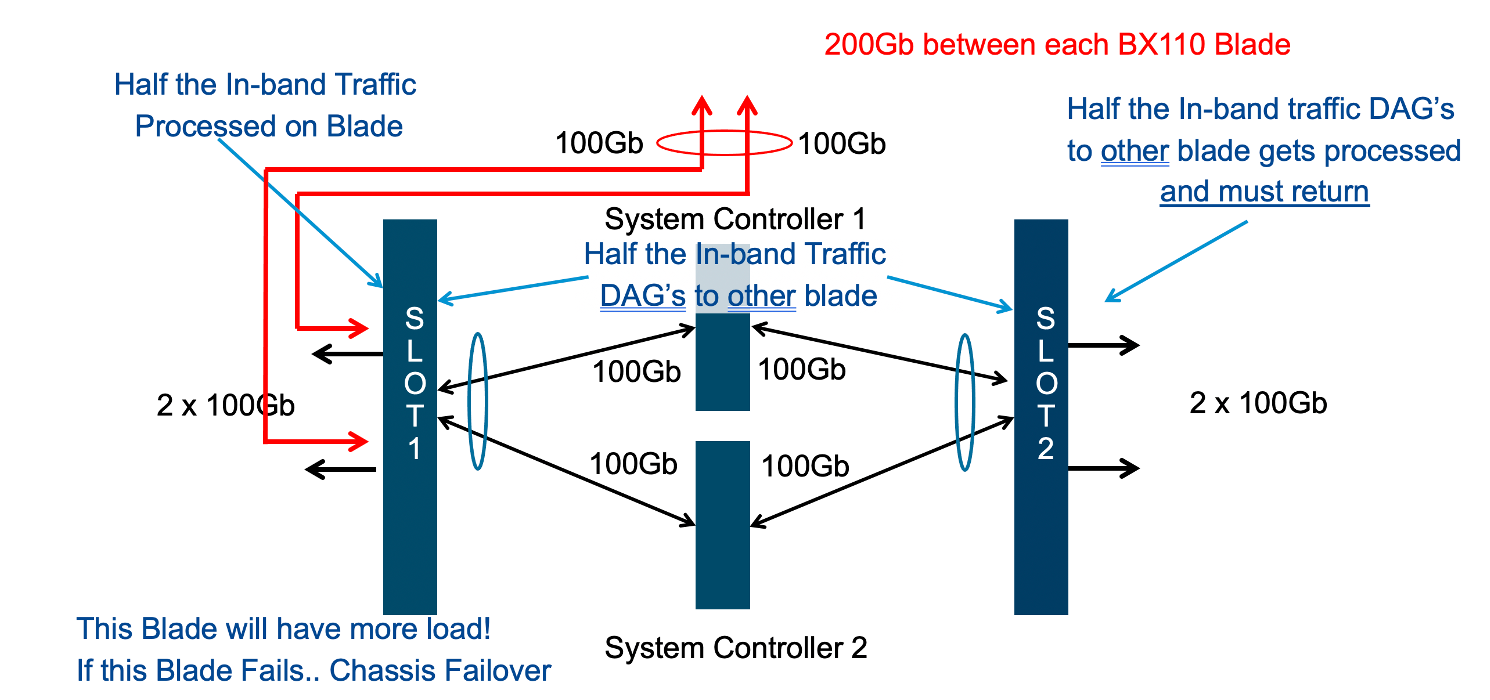 200Gb between each BX110 Blade
Half the In-band Traffic
Processed on Blade
Half the In-band traffic DAG's
to other blade gets processed
and must return
100Gb
100Gb
System Controller 1
Half the In-band Traffic
DAG's to other blade
SLOT1
SLOT2
100Gb
100Gb
2 x 100Gb
2 x 100Gb
100Gb
100Gb
This Blade will have more load!
If this Blade Fails.. Chassis Failover
System Controller 2